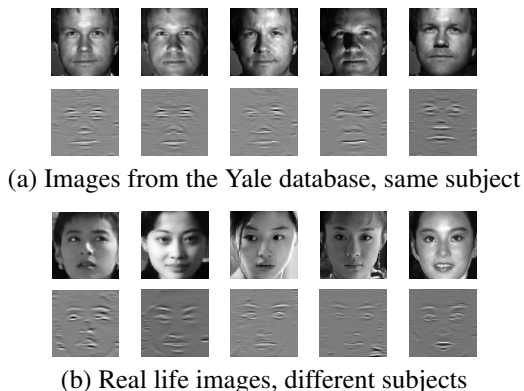 (a) Images from the Yale database, same subject
(b) Real life images, different subjects